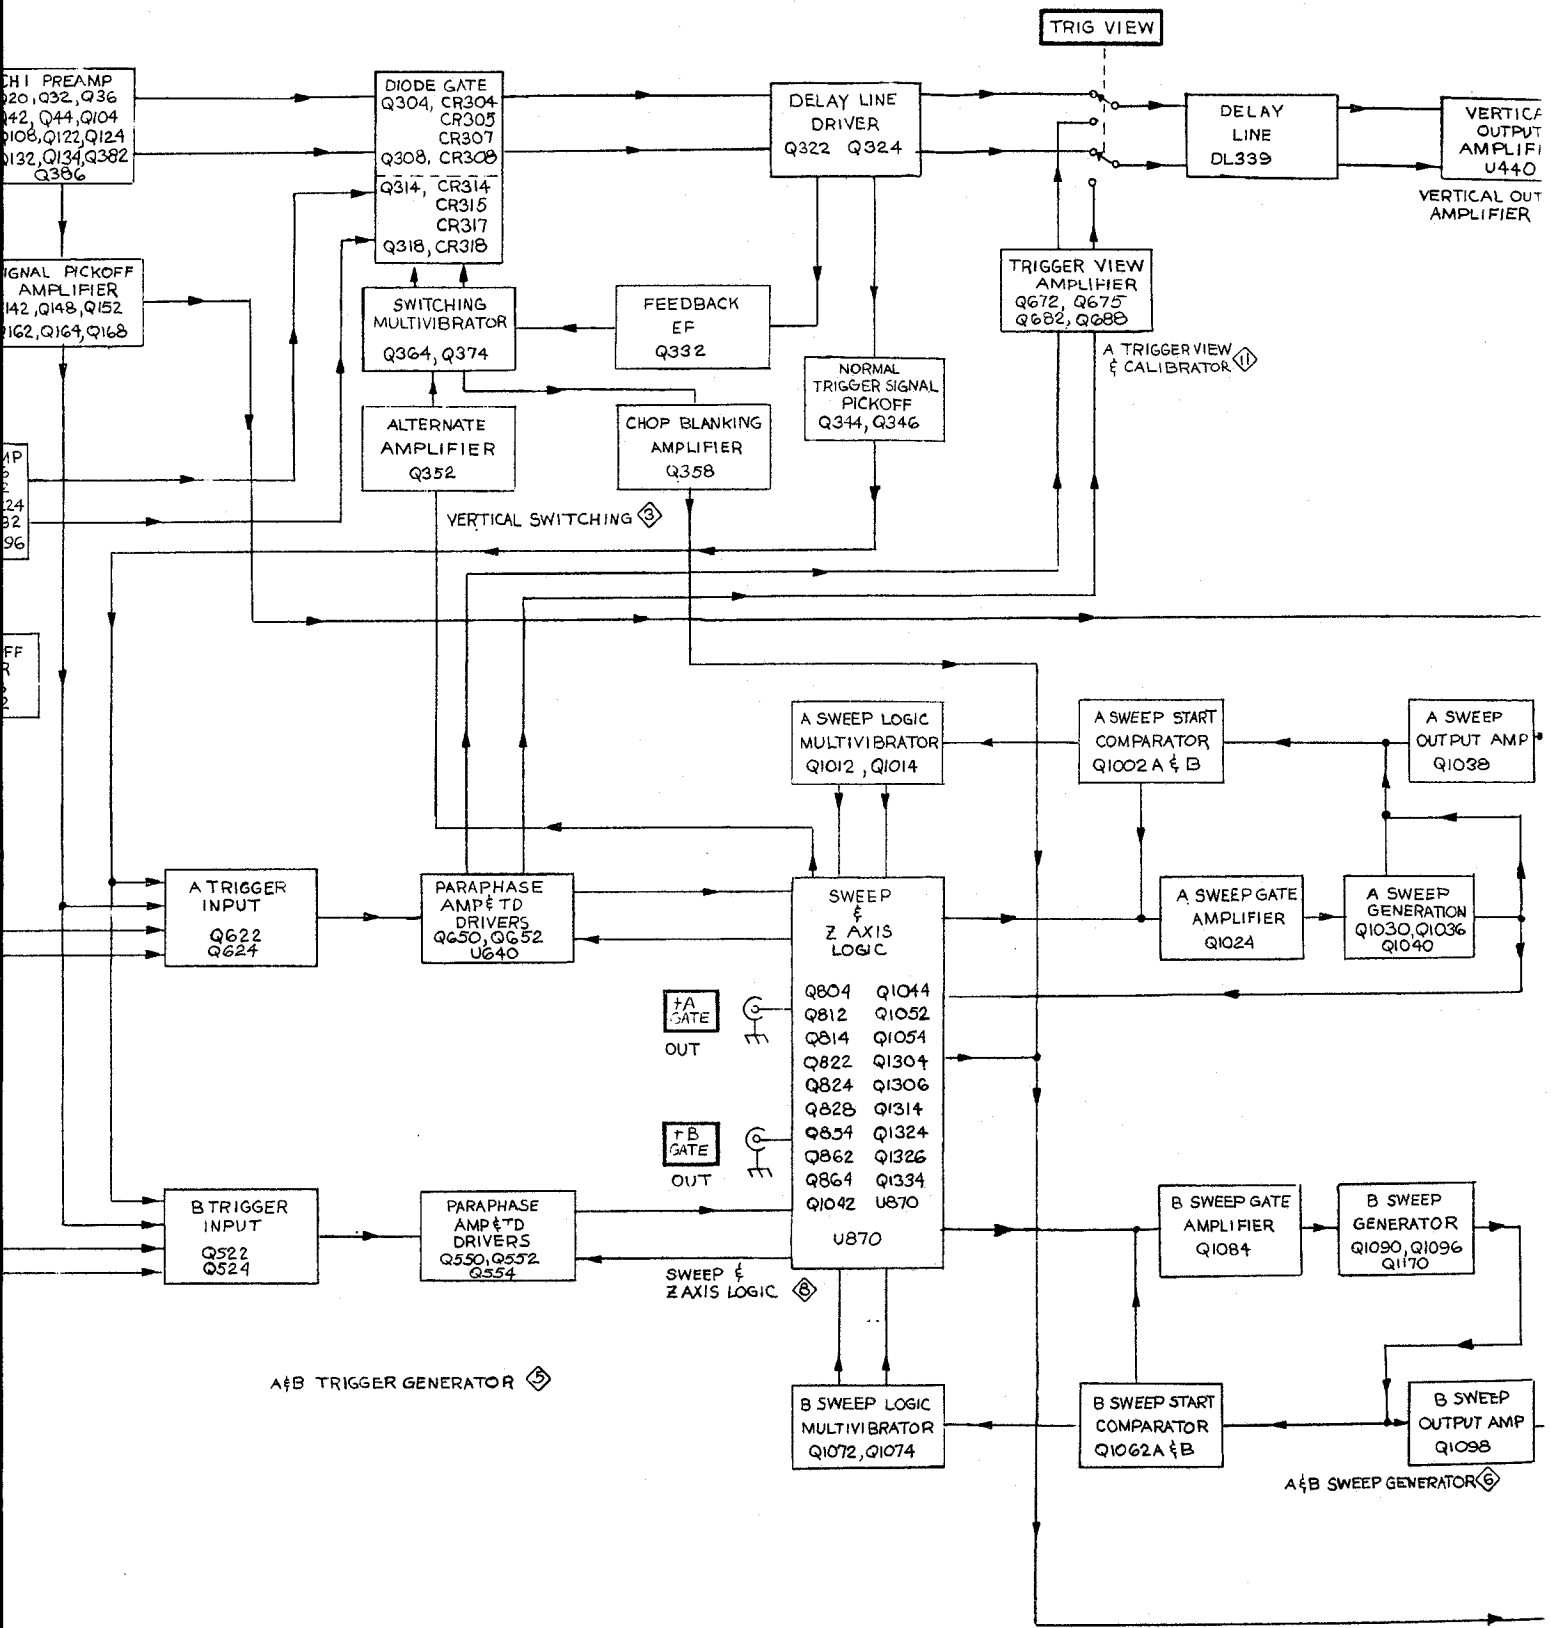 TRIG VIEW
CH1 PREAMP
Q20, Q32, Q36
Q42, Q44, Q104
Q108, Q122, Q124
Q132, Q134, Q382
Q386
DIODE GATE
Q304, CR304
CR305
CR307
Q308, CR308
Q314, CR314
CR315
CR317
Q318, CR318
DELAY LINE
DRIVER
Q322 Q324
DELAY
LINE
DL339
OUTPUT
U440
AMPLIFIER
SIGNAL PICKOFF
AMPLIFIER
142, Q148, Q152
162, Q164, Q168
SWITCHING
MULTIVIBRATOR
Q364, Q374
FEEDBACK
EF
Q332
TRIGGER VIEW
AMPLIFIER
Q672, Q675
Q682, Q688
A TRIGGER VIEW
& CALIBRATOR 11
NORMAL
TRIGGER SIGNAL
PICKOFF
Q344, Q346
ALTERNATE
AMPLIFIER
Q352
CHOP BLANKING
AMPLIFIER
Q358
VERTICAL SWITCHING 3
24
32
96
A SWEEP LOGIC
MULTIVIBRATOR
Q1012, Q1014
A SWEEP START
COMPARATOR
Q1002A & B
A SWEEP
OUTPUT AMP
Q1038
A TRIGGER
INPUT
Q622
Q624
PARAPHASE
AMP & TD
DRIVERS
Q650, Q652
U640
SWEEP
&
Z AXIS
LOGIC
Q804 Q1044
Q812 Q1052
Q814 Q1054
Q822 Q1304
Q824 Q1306
Q828 Q1314
Q854 Q1324
Q862 Q1326
Q864 Q1334
Q1042 U870
U870
A SWEEP GATE
AMPLIFIER
Q1024
A SWEEP
GENERATION
Q1030, Q1036
Q1040
+A
GATE
OUT
+B
GATE
OUT
B TRIGGER
INPUT
Q522
Q524
PARAPHASE
AMP & TD
DRIVERS
Q550, Q552
Q554
SWEEP &
Z AXIS LOGIC 8
B SWEEP GATE
AMPLIFIER
Q1084
B SWEEP
GENERATOR
Q1090, Q1096
Q1170
A&B TRIGGER GENERATOR 5
B SWEEP LOGIC
MULTIVIBRATOR
Q1072, Q1074
B SWEEP START
COMPARATOR
Q1062A & B
B SWEEP
OUTPUT AMP
Q1098
A&B SWEEP GENERATOR 6